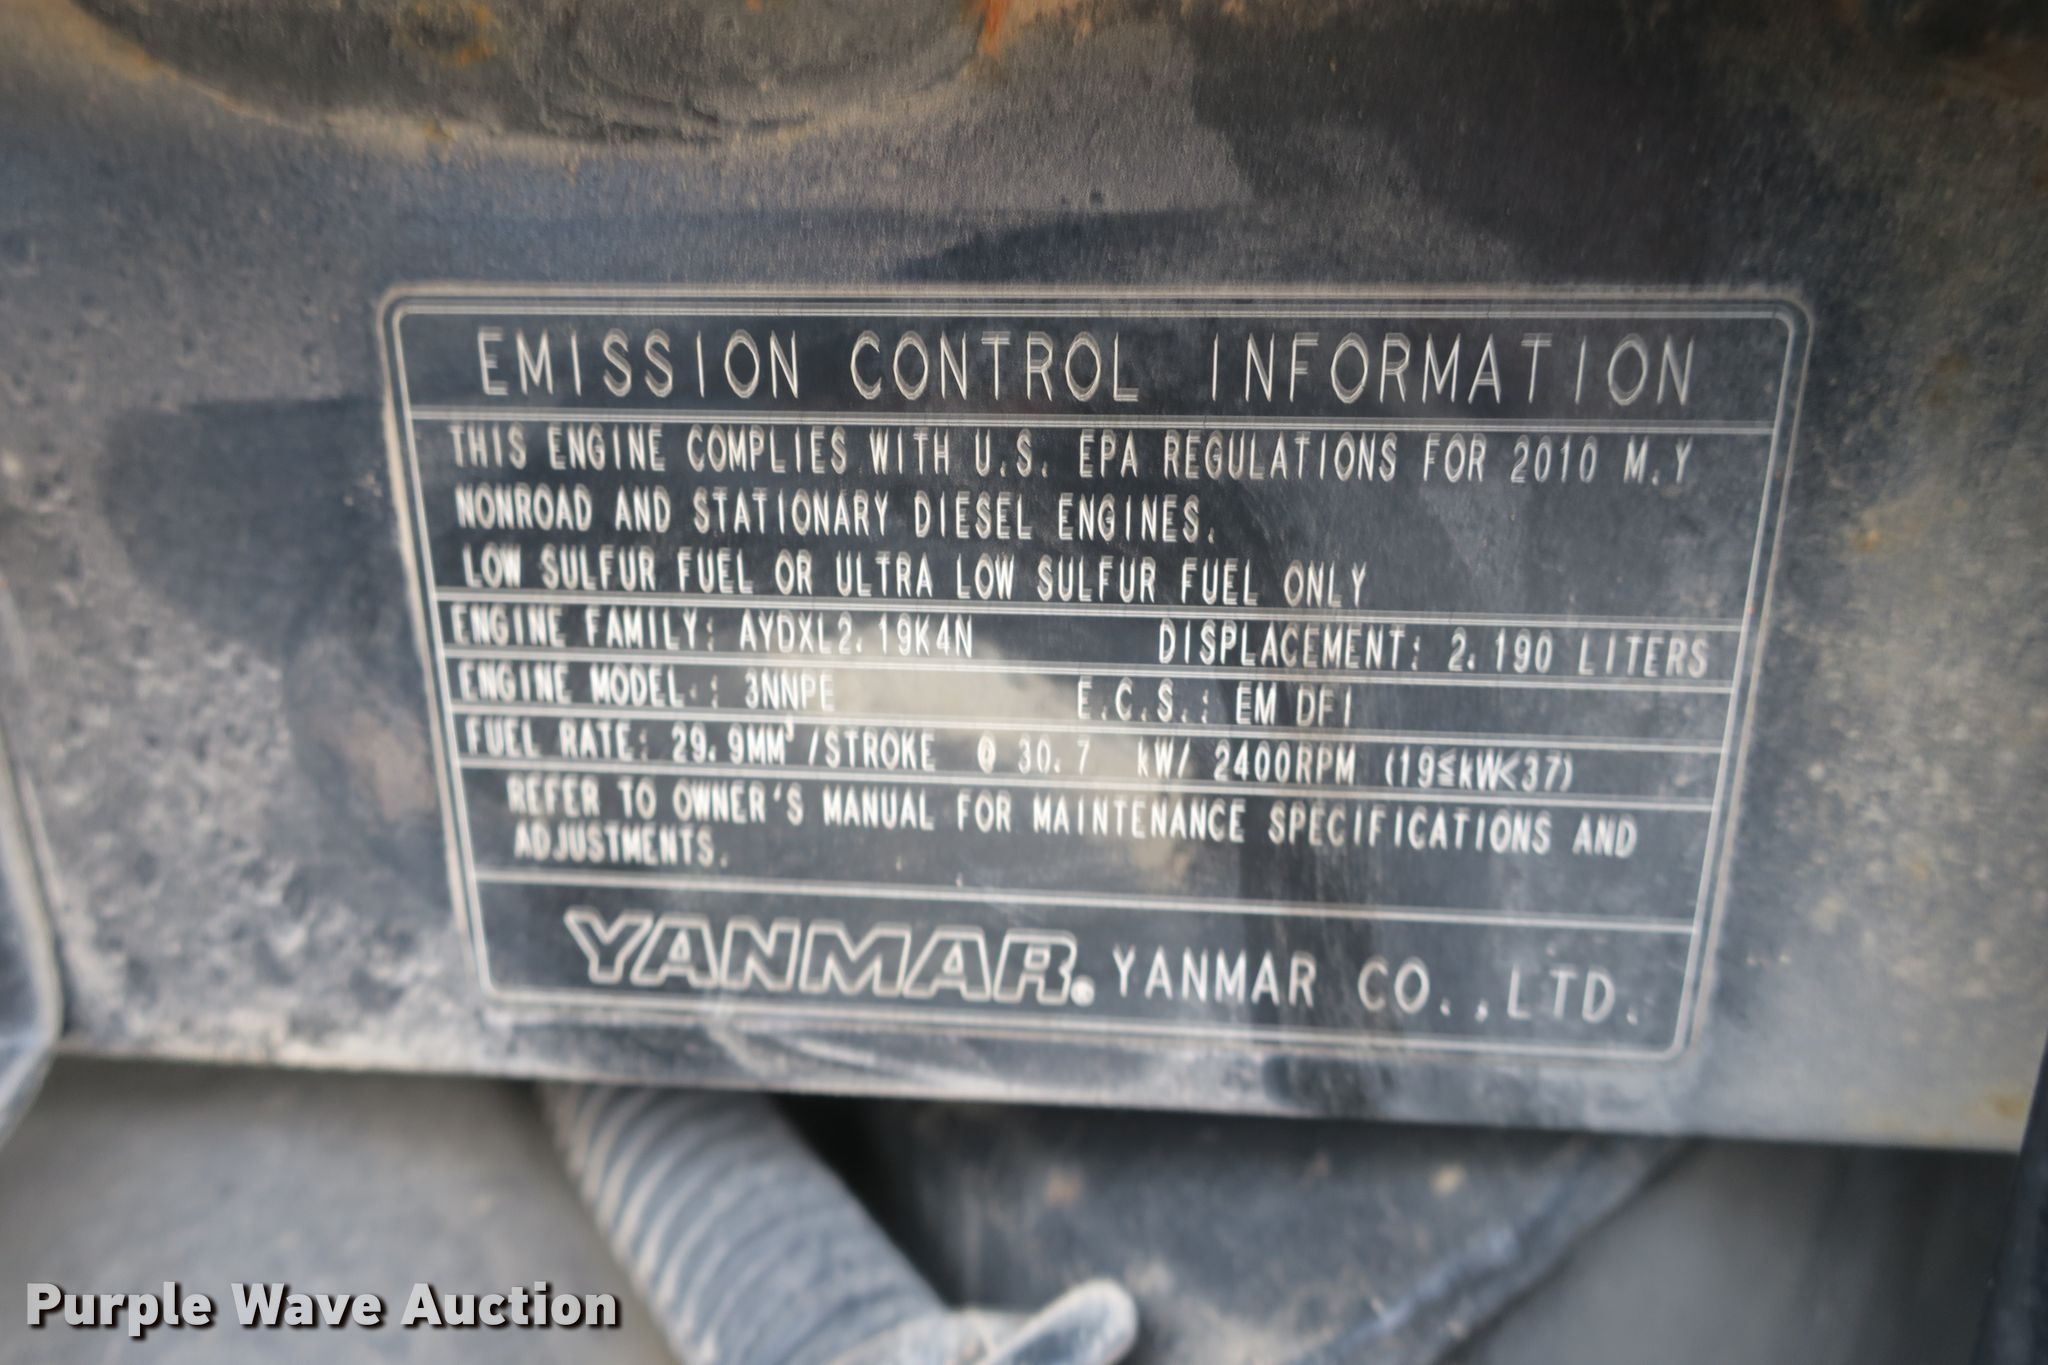 EMISSION CONTROL INFORMATION
THIS ENGINE COMPLIES WITH U.S. EPA REGULATIONS FOR 2010 M.Y
NONROAD AND STATIONARY DIESEL ENGINES.
LOW SULFUR FUEL OR ULTRA LOW SULFUR FUEL ONLY
ENGINE FAMILY: AYDXL2.19K4N DISPLACEMENT: 2.190 LITERS
ENGINE MODEL.: 3NNPE E.C.S.: EM DFI
FUEL RATE: 29.9MM³/STROKE @ 30.7 kW/ 2400RPM (19≦kW<37)
REFER TO OWNER'S MANUAL FOR MAINTENANCE SPECIFICATIONS AND
ADJUSTMENTS.
YANMAR. YANMAR CO.,LTD.
Purple Wave Auction